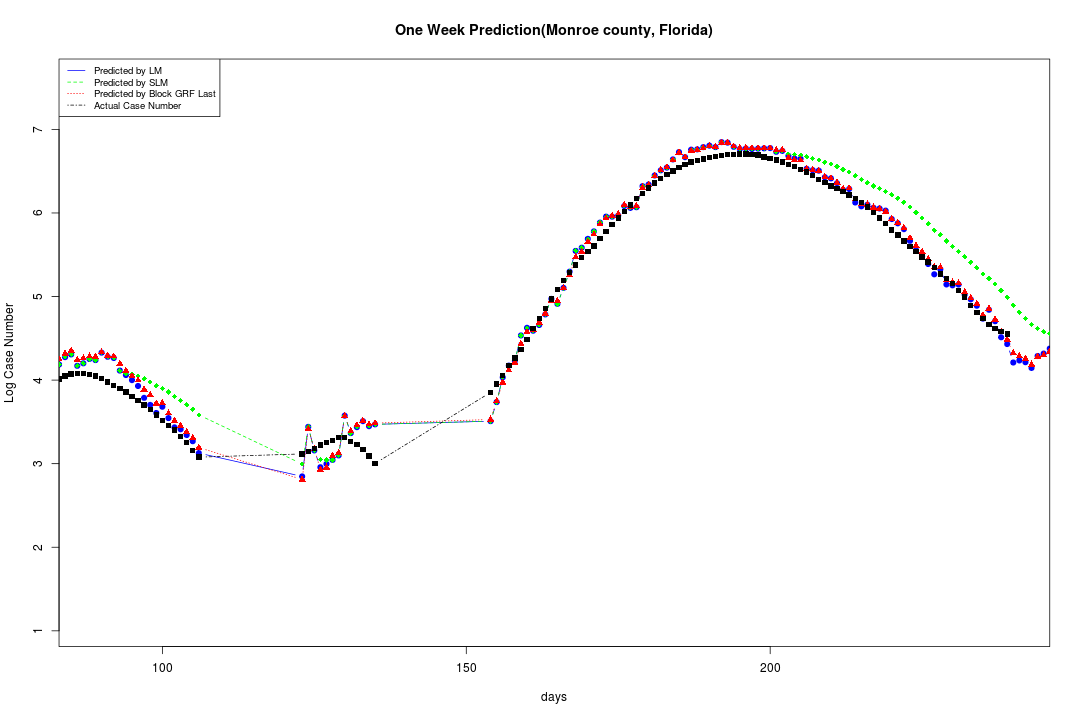 One Week Prediction(Monroe county, Florida)
Predicted by LM
Predicted by SLM
Predicted by Block GRF Last
Actual Case Number
Log Case Number
7
6
5
4
3
2
1
100 150 200
days